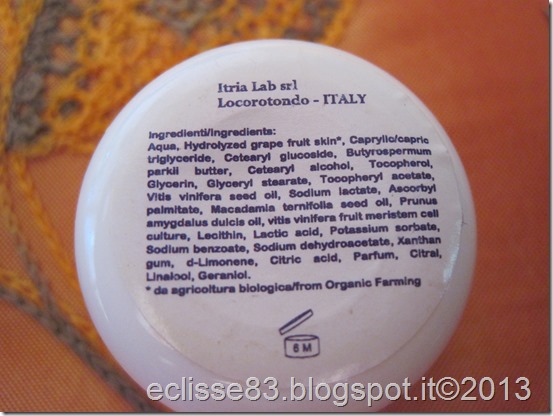 Itria Lab srl
Locorotondo - ITALY
Ingredienti/Ingredients:
Aqua, Hydrolyzed grape fruit skin*, Caprylic/capric
triglyceride, Cetearyl glucoside, Butyrospermum
parkii butter, Cetearyl alcohol, Tocopherol,
Glycerin, Glyceryl stearate, Tocopheryl acetate,
Vitis vinifera seed oil, Sodium lactate, Ascorbyl
palmitate, Macadamia ternifolia seed oil, Prunus
amygdalus dulcis oil, vitis vinifera fruit meristem cell
culture, Lecithin, Lactic acid, Potassium sorbate,
Sodium benzoate, Sodium dehydroacetate, Xanthan
gum, d-Limonene, Citric acid, Parfum, Citral,
Linalool, Geraniol.
* da agricoltura biologica/from Organic Farming
6 M
eclisse83.blogspot.it©2013